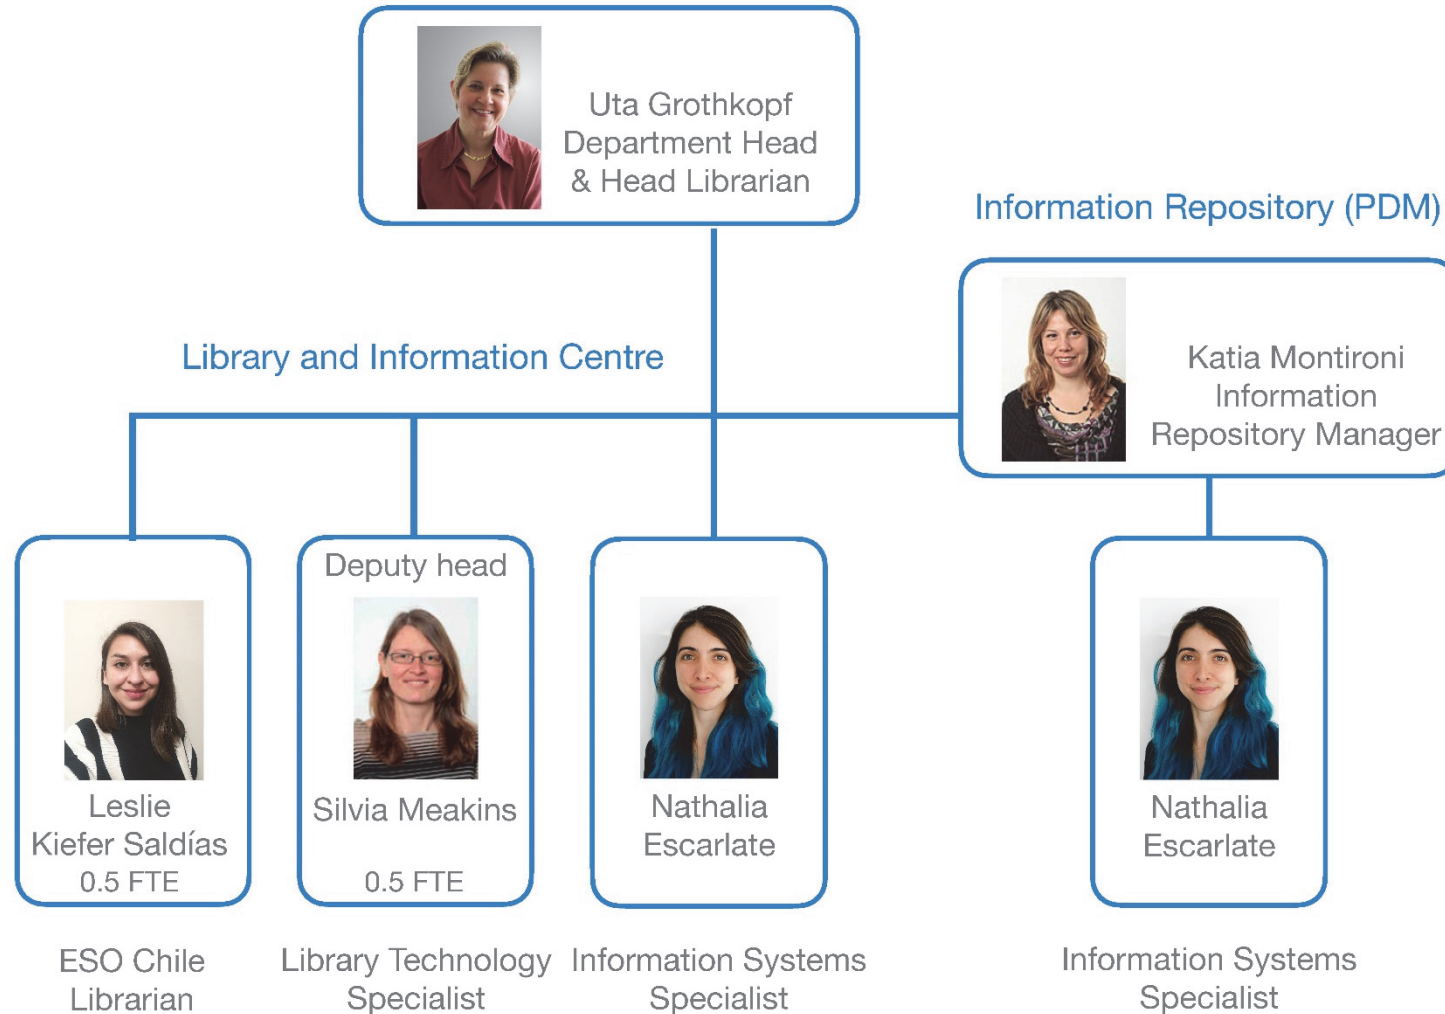 Uta Grothkopf
Department Head
& Head Librarian
Information Repository (PDM)
Katia Montironi
Information
Repository Manager
Library and Information Centre
Leslie
Kiefer Saldías
0.5 FTE
ESO Chile
Librarian
Deputy head
Silvia Meakins
0.5 FTE
Library Technology
Specialist
Nathalia
Escarlate
Information Systems
Specialist
Nathalia
Escarlate
Information Systems
Specialist